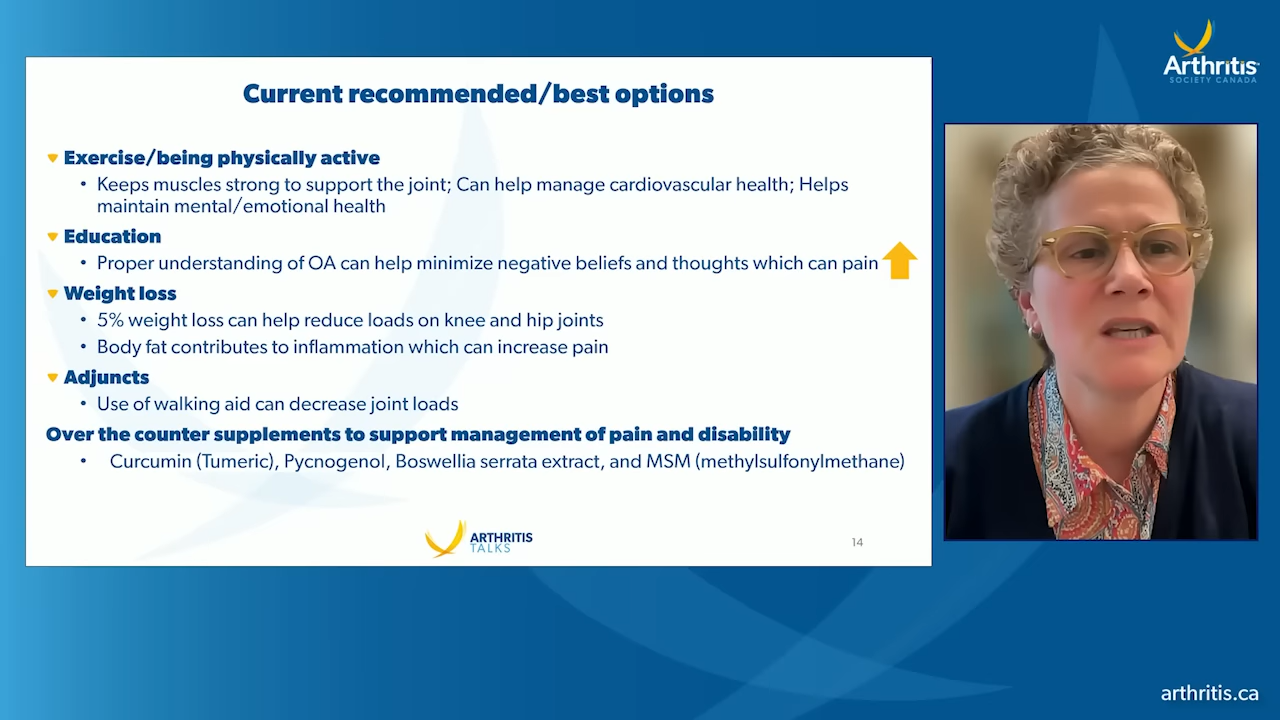 Arthritis
SOCIETY CANADA
Current recommended/best options
Exercise/being physically active
• Keeps muscles strong to support the joint; Can help manage cardiovascular health; Helps
maintain mental/emotional health
Education
• Proper understanding of OA can help minimize negative beliefs and thoughts which can pain
Weight loss
• 5% weight loss can help reduce loads on knee and hip joints
• Body fat contributes to inflammation which can increase pain
Adjuncts
• Use of walking aid can decrease joint loads
Over the counter supplements to support management of pain and disability
• Curcumin (Tumeric), Pycnogenol, Boswellia serrata extract, and MSM (methylsulfonylmethane)
ARTHRITIS
TALKS
14
arthritis.ca